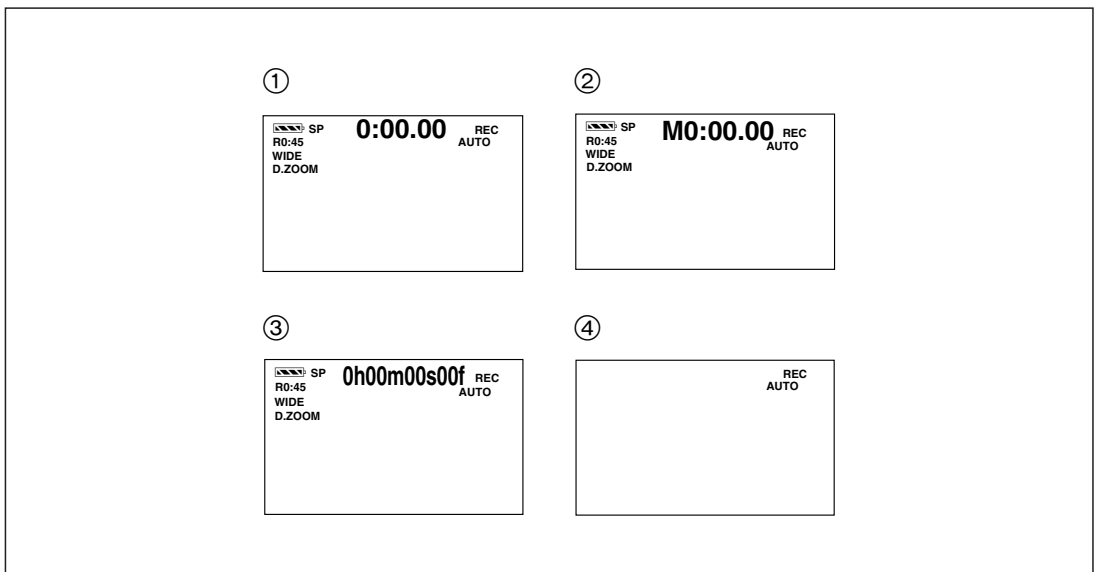 ①
SP 0:00.00 REC
R0:45 AUTO
WIDE
D.ZOOM
②
SP M0:00.00 REC
R0:45 AUTO
WIDE
D.ZOOM
③
SP 0h00m00s00f REC
R0:45 AUTO
WIDE
D.ZOOM
④
REC
AUTO